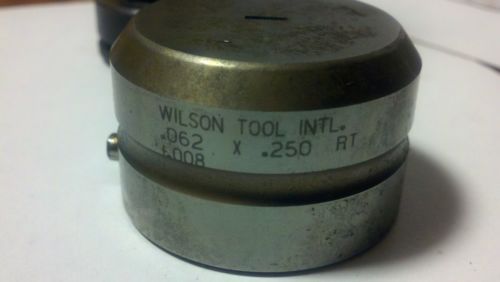 WILSON TOOL INTL.
.062 X .250 RT
.008